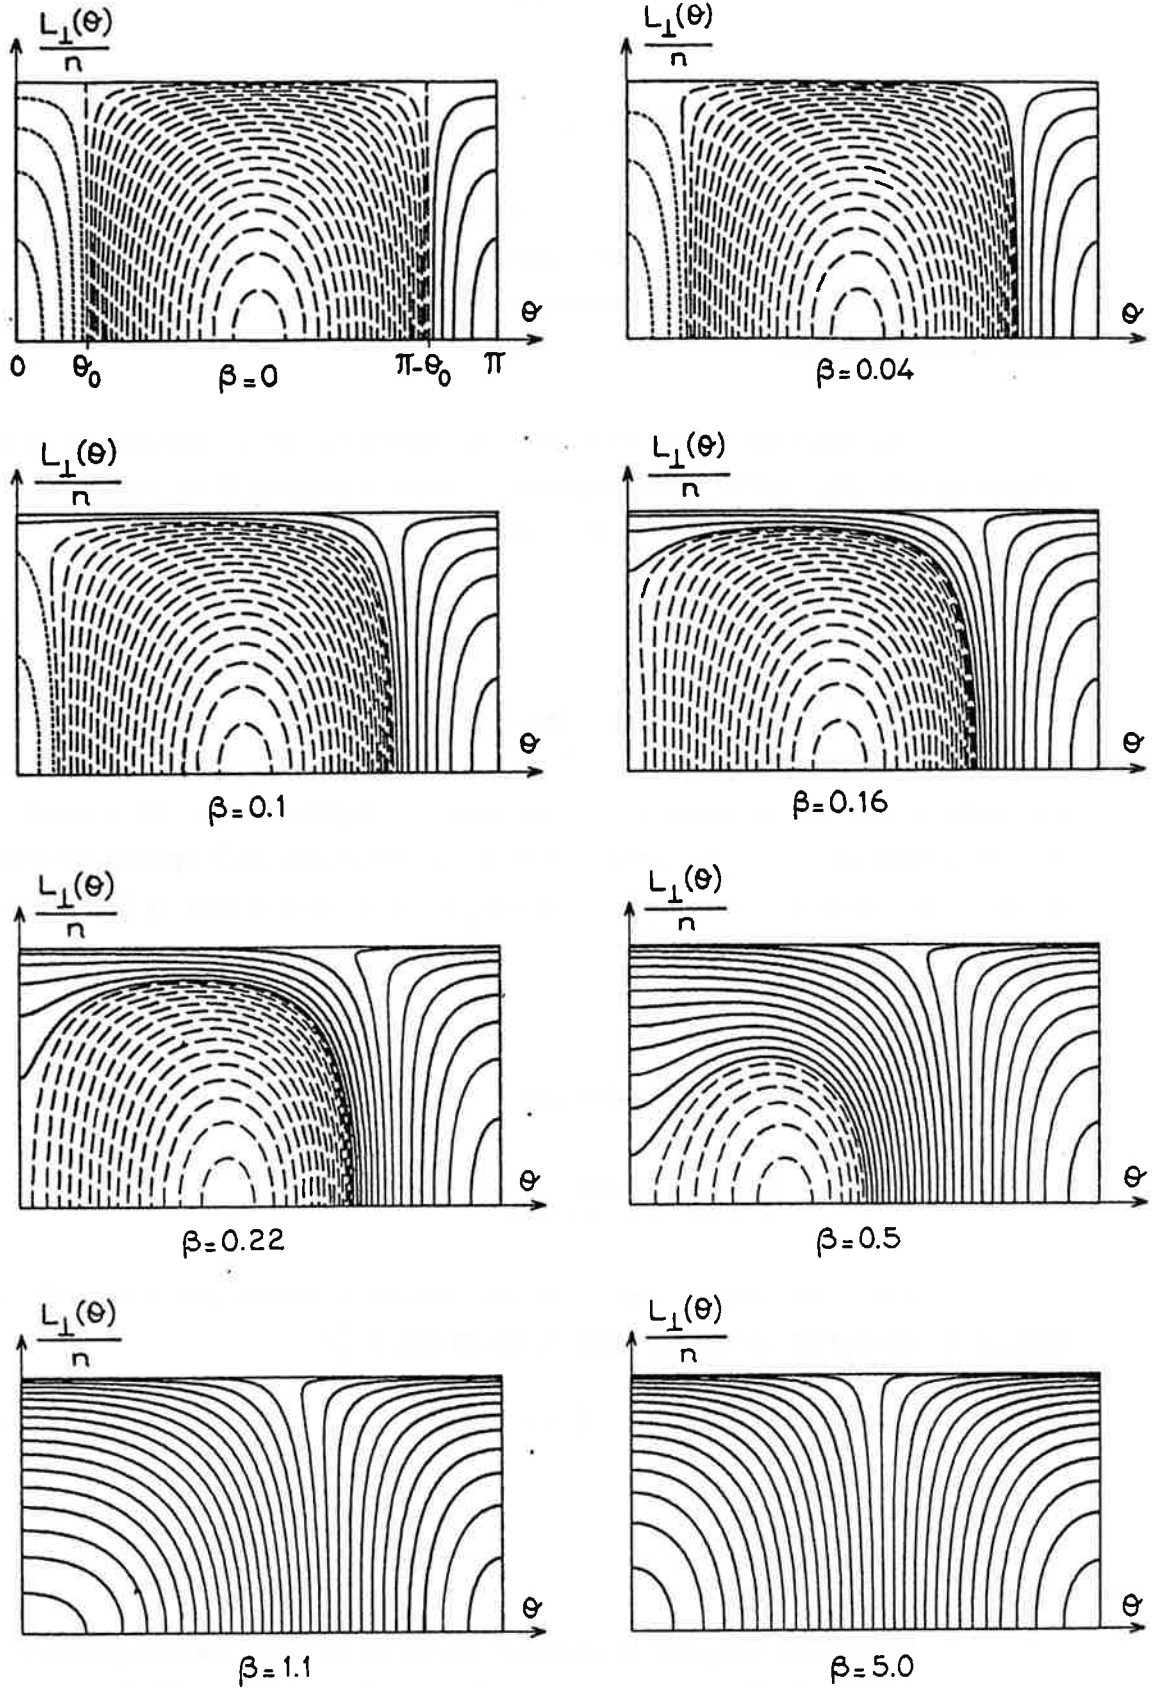 L⊥(θ) L⊥(θ)
n n
θ θ
0 θ₀ β=0 π-θ₀ π β=0.04
L⊥(θ) L⊥(θ)
n n
θ θ
β=0.1 β=0.16
L⊥(θ) L⊥(θ)
n n
θ θ
β=0.22 β=0.5
L⊥(θ) L⊥(θ)
n n
θ θ
β=1.1 β=5.0